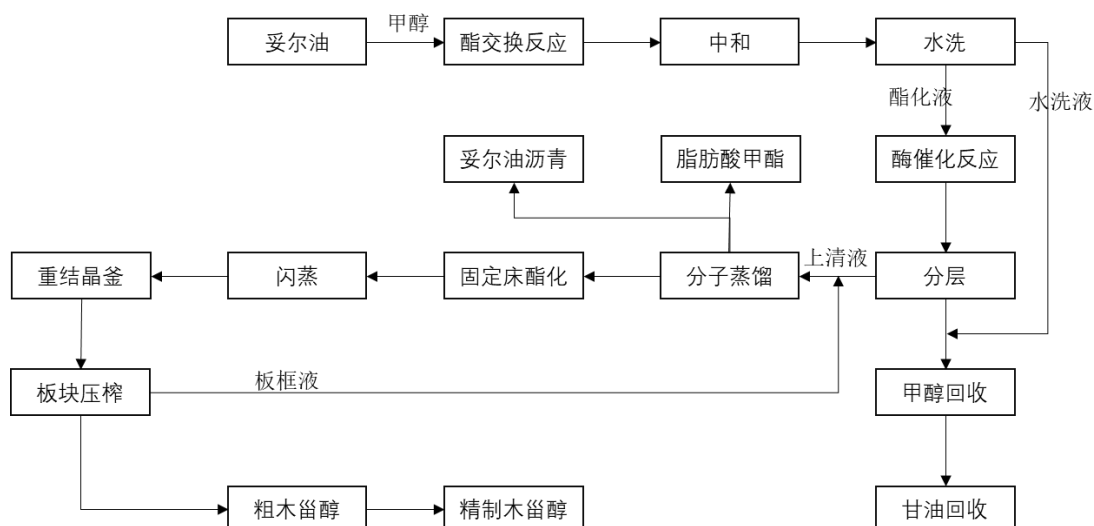 妥尔油
甲醇
酯交换反应
中和
水洗
酯化液
水洗液
妥尔油沥青
脂肪酸甲酯
酶催化反应
重结晶釜
闪蒸
固定床酯化
分子蒸馏
上清液
分层
板块压榨
板框液
甲醇回收
粗木甾醇
精制木甾醇
甘油回收